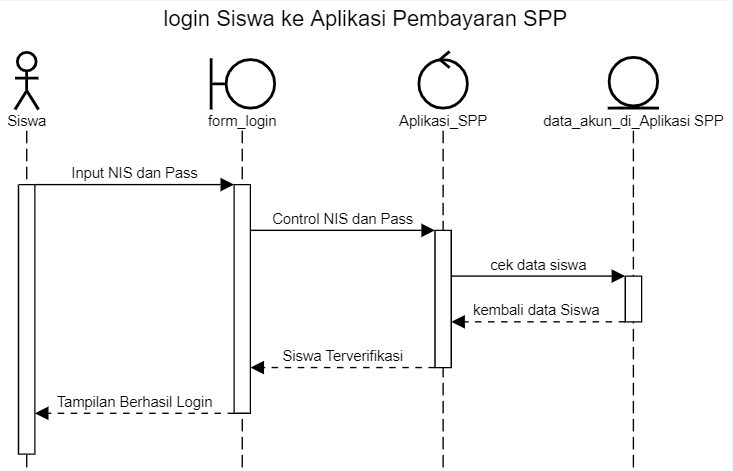 login Siswa ke Aplikasi Pembayaran SPP
Siswa
form_login
Aplikasi_SPP
data_akun_di_Aplikasi SPP
Input NIS dan Pass
Control NIS dan Pass
cek data siswa
kembali data Siswa
Siswa Terverifikasi
Tampilan Berhasil Login